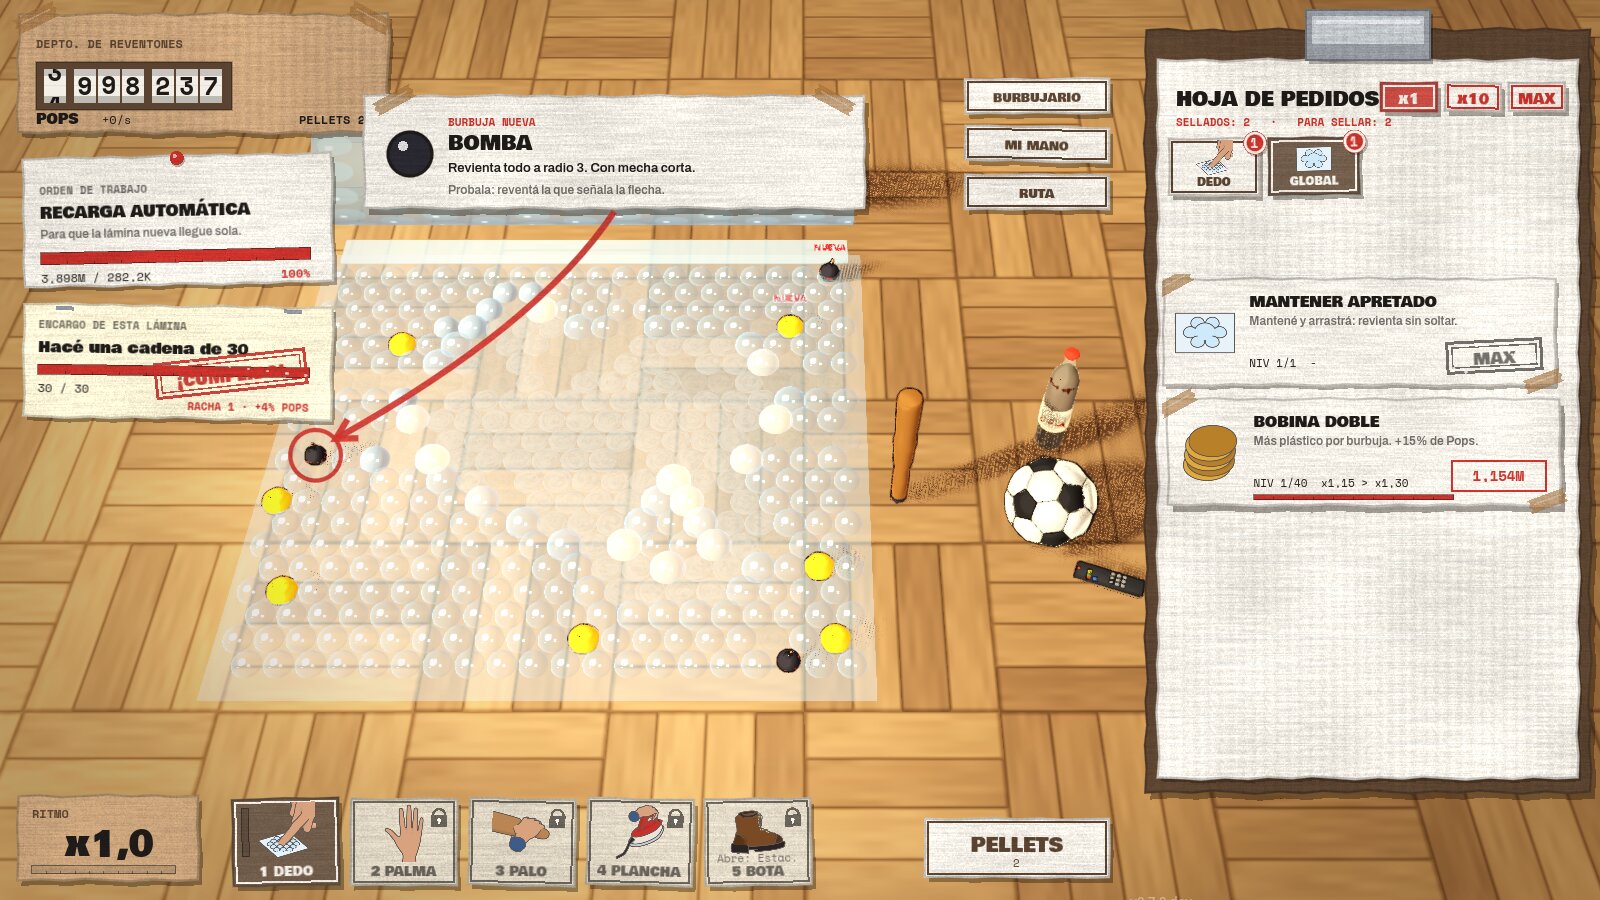 DEPTO. DE REVENTONES
998 237
POPS +0/s PELLETS 2
ORDEN DE TRABAJO
RECARGA AUTOMÁTICA
Para que la lámina nueva llegue sola.
3.898M / 282.2K 100%
ENCARGO DE ESTA LÁMINA
Hacé una cadena de 30
30 / 30
RACHA 1 · +4% POPS
BURBUJA NUEVA
BOMBA
Revienta todo a radio 3. Con mecha corta.
Probala: reventá la que señala la flecha.
NUEVA
NUEVA
BURBUJARIO
MI MANO
RUTA
HOJA DE PEDIDOS x1 x10 MAX
SELLADOS: 2 · PARA SELLAR: 2
1 1
DEDO GLOBAL
MANTENER APRETADO
Mantené y arrastrá: revienta sin soltar.
NIV 1/1 - MAX
BOBINA DOBLE
Más plástico por burbuja. +15% de Pops.
NIV 1/40 x1,15 > x1,30 1,154M
RITMO
x1,0
1 DEDO
2 PALMA
3 PALO
4 PLANCHA
Abre: Estac.
5 BOTA
PELLETS
2